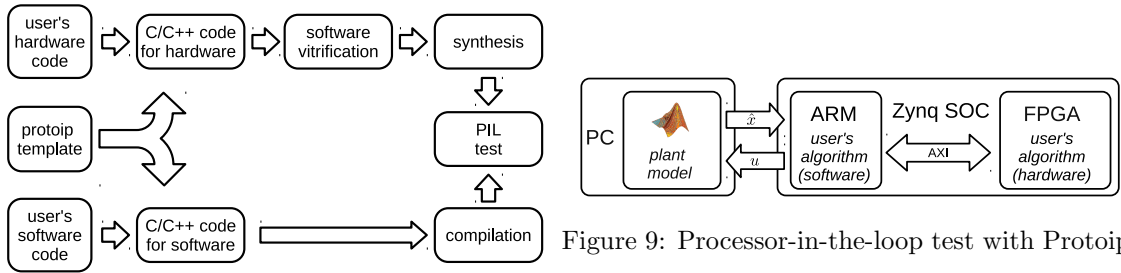 user's
hardware
code
C/C++ code
for hardware
software
vitrification
synthesis
protoip
template
PIL
test
user's
software
code
C/C++ code
for software
compilation
PC
plant
model
x̂
u
ARM
user's
algorithm
(software)
Zynq SOC
AXI
FPGA
user's
algorithm
(hardware)
Figure 9: Processor-in-the-loop test with Protoip